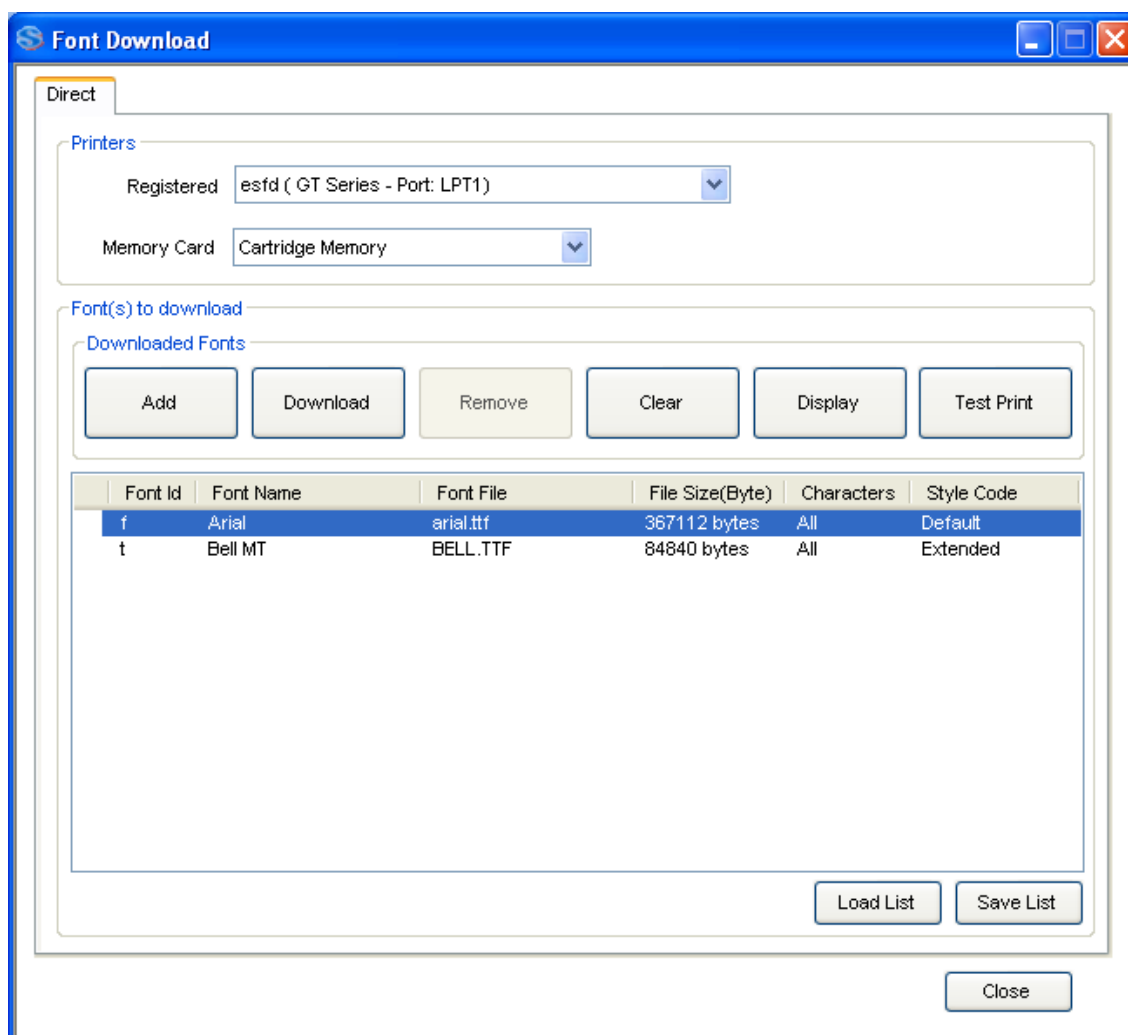 Font Download
Direct
Printers
Registered esfd ( GT Series - Port: LPT1)
Memory Card Cartridge Memory
Font(s) to download
Downloaded Fonts
Add Download Remove Clear Display Test Print
Font Id Font Name Font File File Size(Byte) Characters Style Code
f Arial arial.ttf 367112 bytes All Default
t Bell MT BELL.TTF 84840 bytes All Extended
Load List Save List
Close